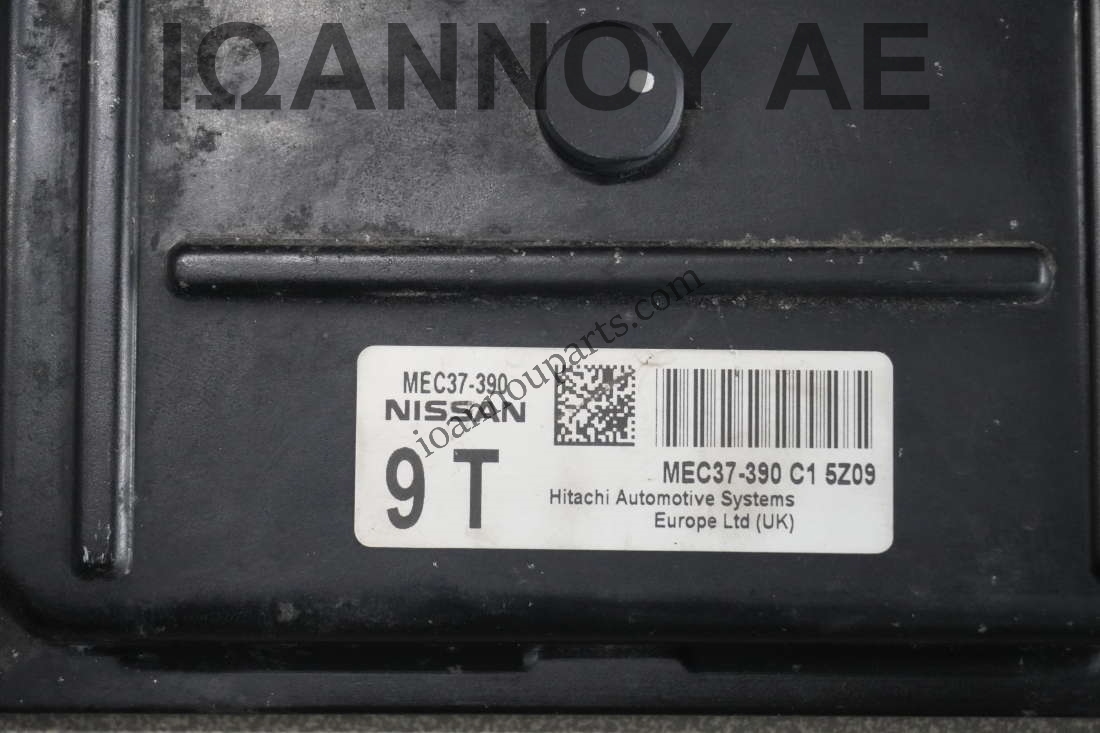 ΙΩΑΝΝΟΥ ΑΕ
MEC37-390
NISSAN
9 T
MEC37-390 C1 5Z09
Hitachi Automotive Systems
Europe Ltd (UK)
ioannouparts.com